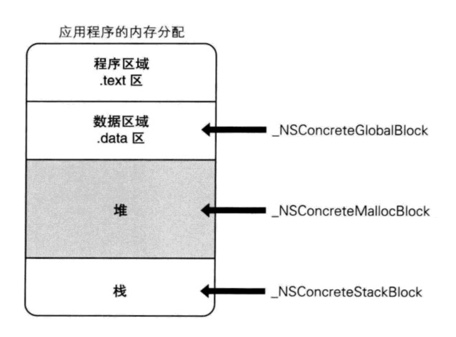 应用程序的内存分配
程序区域
.text 区
数据区域
.data 区
_NSConcreteGlobalBlock
堆
_NSConcreteMallocBlock
栈
_NSConcreteStackBlock